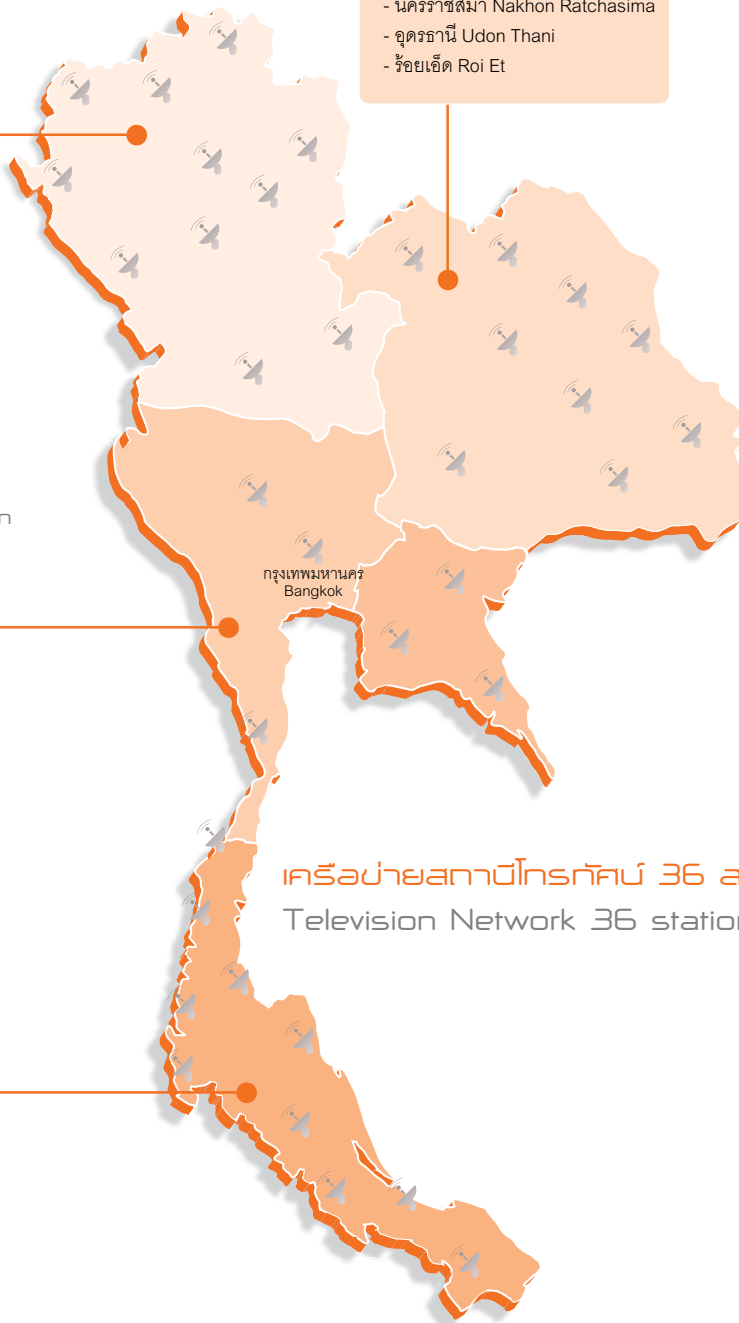 - นครราชสีมา Nakhon Ratchasima
- อุดรธานี Udon Thani
- ร้อยเอ็ด Roi Et
กรุงเทพมหานคร
Bangkok
เครือข่ายสถานีโทรทัศน์ 36 ส
Television Network 36 station